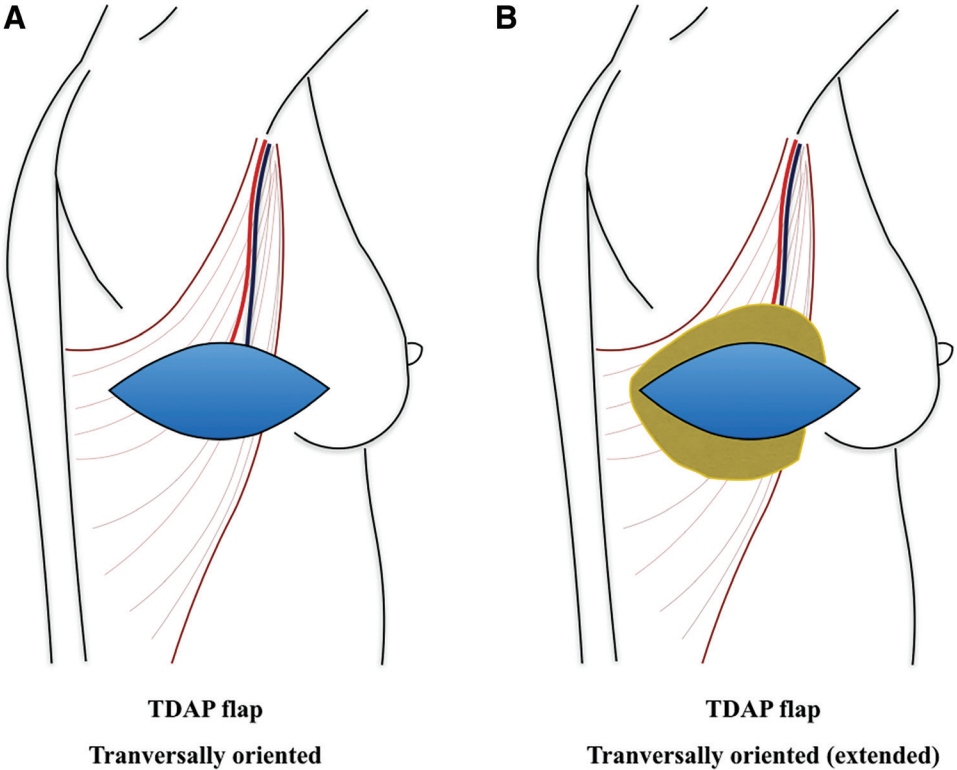 A
B
TDAP flap
Tranversally oriented
TDAP flap
Tranversally oriented (extended)